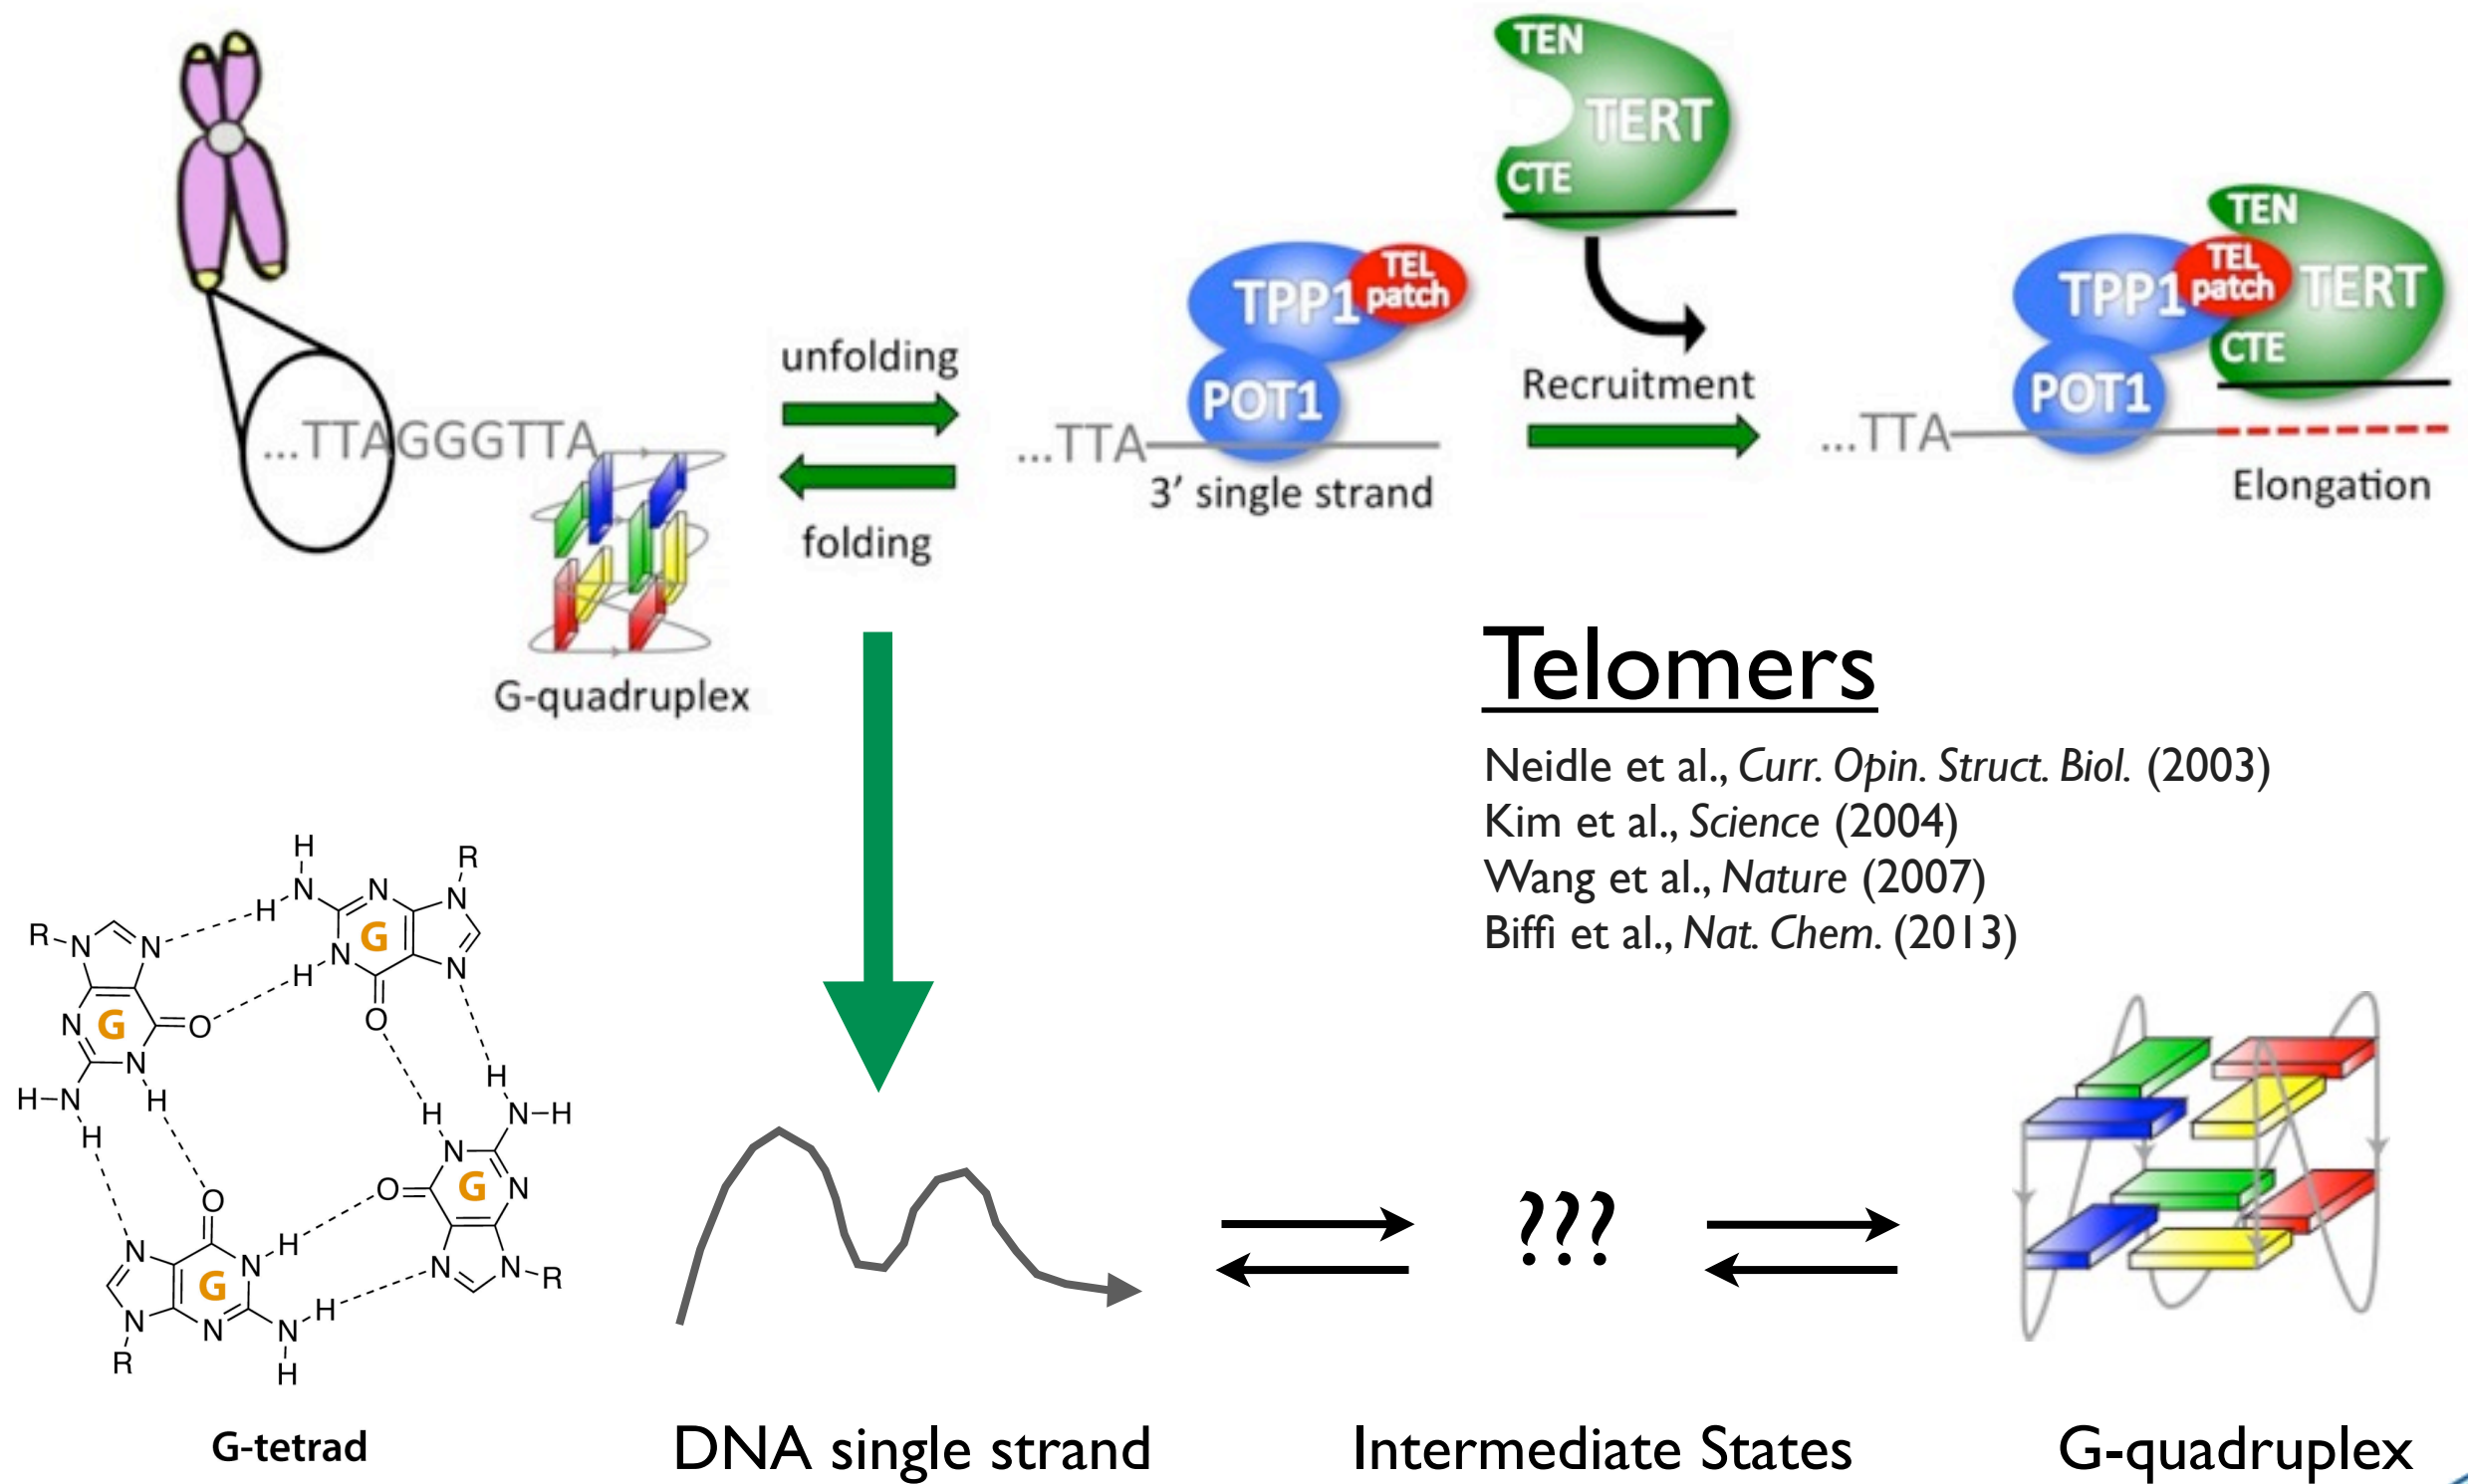 TEN
TERT
CTE
TEN
TEL
patch
TPP1
TERT
CTE
POT1
TEL
patch
TPP1
POT1
unfolding
folding
Recruitment
...TTAGGGTTA
...TTA
3′ single strand
...TTA
Elongation
G-quadruplex
Telomers
Neidle et al., Curr. Opin. Struct. Biol. (2003)
Kim et al., Science (2004)
Wang et al., Nature (2007)
Biffi et al., Nat. Chem. (2013)
H
R
N
N
N
H
R
N
N
G
N
H
N
O
N
G
O
N
H
H
H
N
H
H
H
N
H
N
O
O
G
N
N
H
N
N
R
G
N
H
N
N
R
H
???
G-tetrad
DNA single strand
Intermediate States
G-quadruplex